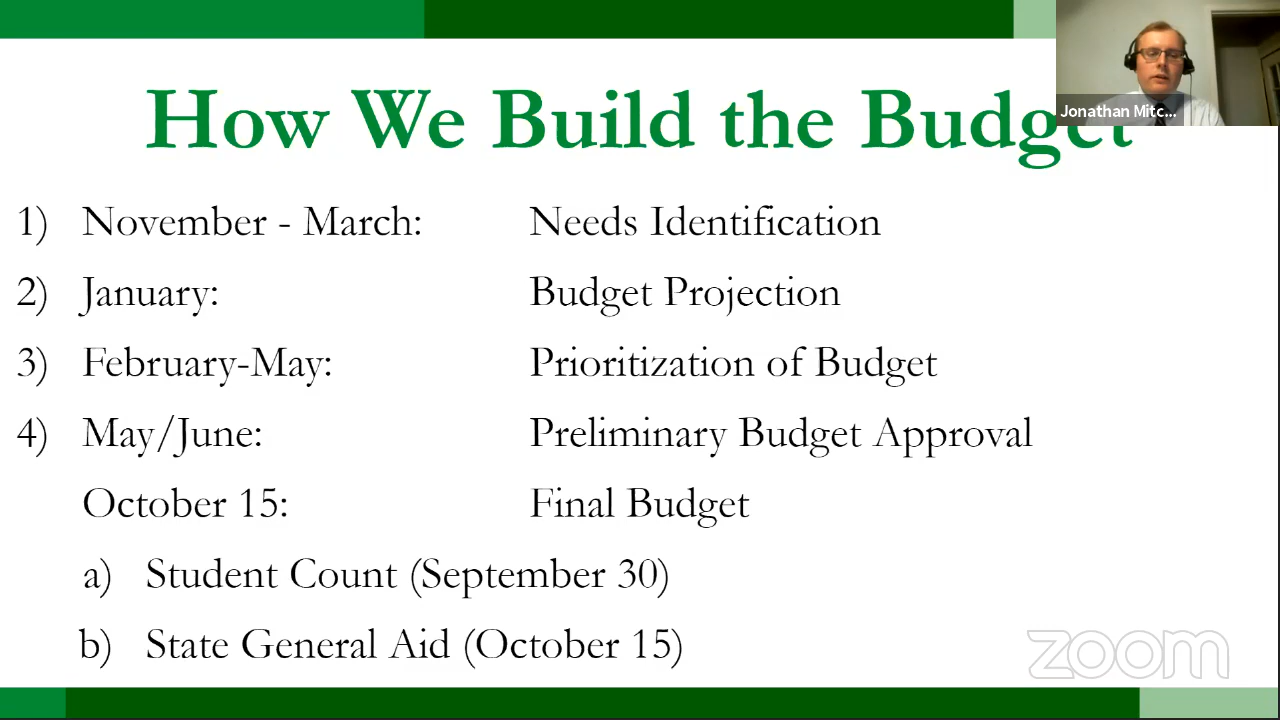 How We Build the Budget
Jonathan Mitc...
1) November - March: Needs Identification
2) January: Budget Projection
3) February-May: Prioritization of Budget
4) May/June: Preliminary Budget Approval
October 15: Final Budget
a) Student Count (September 30)
b) State General Aid (October 15)
zoom